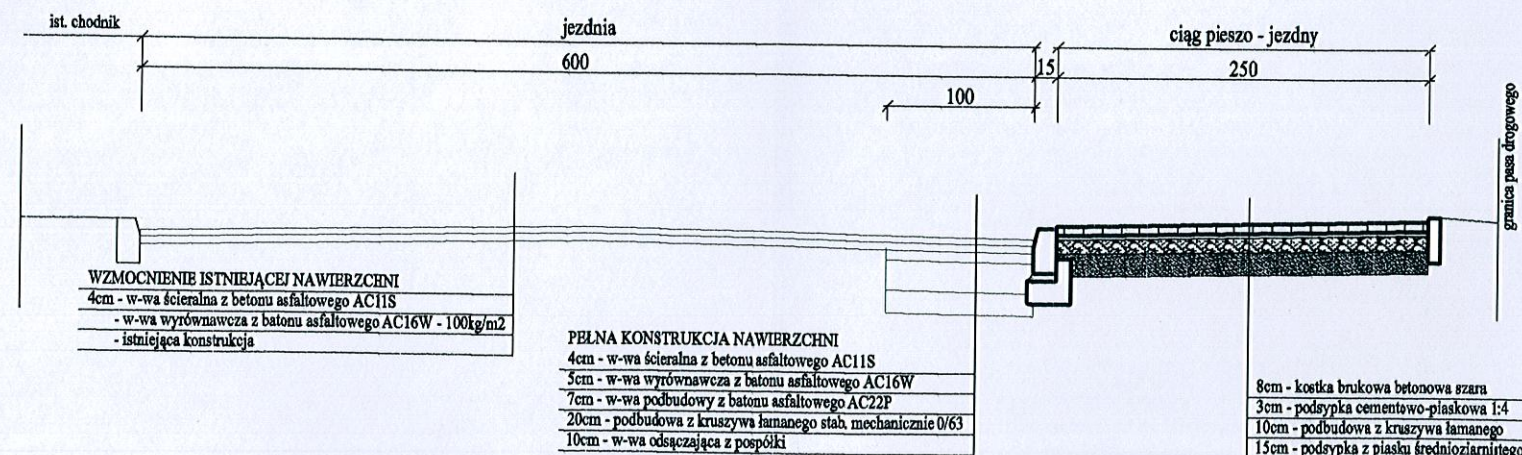 ist. chodnik
jezdnia
ciąg pieszo - jezdny
600
15
250
100
granica pasa drogowego
WZMOCNIENIE ISTNIEJĄCEJ NAWIERZCHNI
4cm - w-wa ścieralna z betonu asfaltowego AC11S
- w-wa wyrównawcza z batonu asfaltowego AC16W - 100kg/m2
- istniejąca konstrukcja
PEŁNA KONSTRUKCJA NAWIERZCHNI
4cm - w-wa ścieralna z betonu asfaltowego AC11S
5cm - w-wa wyrównawcza z batonu asfaltowego AC16W
7cm - w-wa podbudowy z batonu asfaltowego AC22P
20cm - podbudowa z kruszywa łamanego stab. mechanicznie 0/63
10cm - w-wa odsączająca z pospółki
8cm - kostka brukowa betonowa szara
3cm - podsypka cementowo-piaskowa 1:4
10cm - podbudowa z kruszywa łamanego
15cm - podsypka z piasku średnioziarnistego